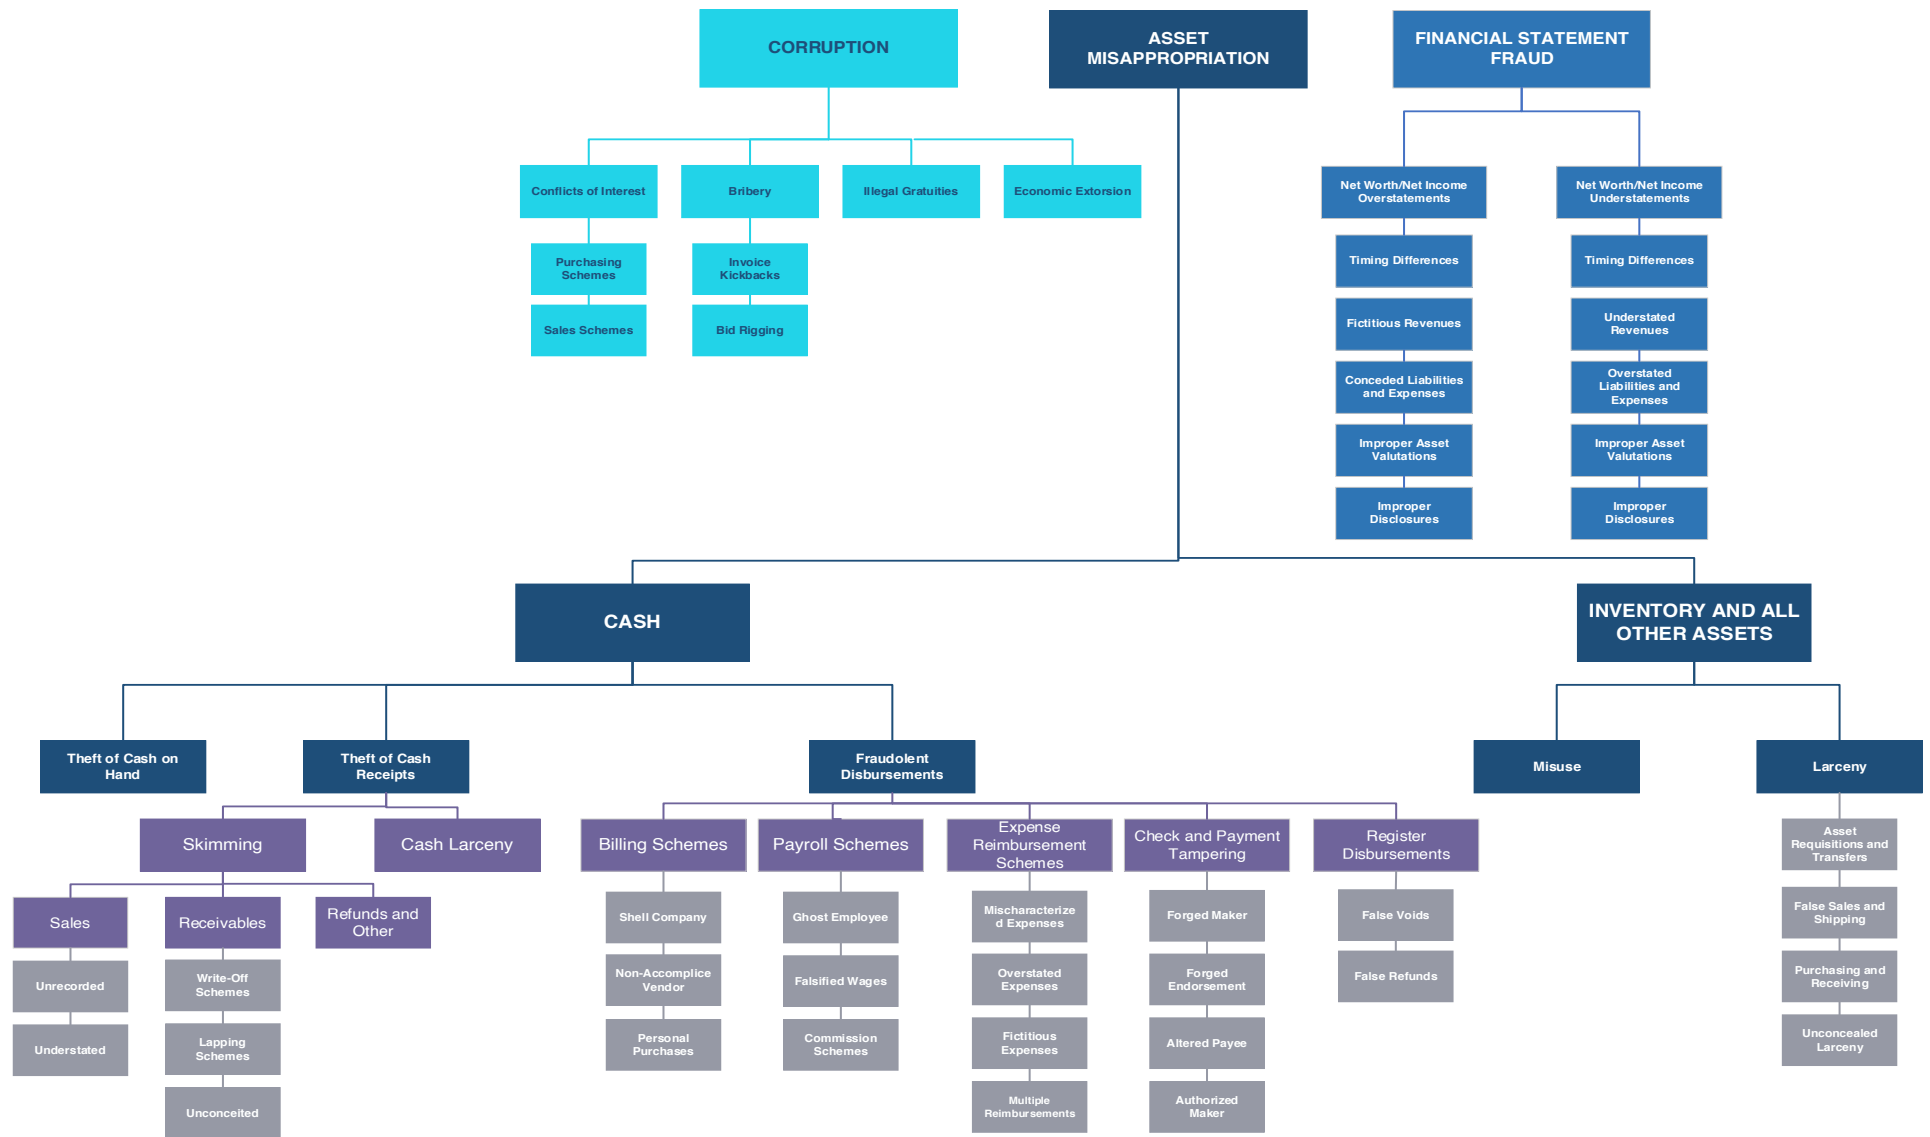 CORRUPTION
ASSET
MISAPPROPRIATION
FINANCIAL STATEMENT
FRAUD
Conflicts of Interest
Bribery
Illegal Gratuities
Economic Extorsion
Purchasing
Schemes
Invoice
Kickbacks
Sales Schemes
Bid Rigging
Net Worth/Net Income
Overstatements
Net Worth/Net Income
Understatements
Timing Differences
Timing Differences
Fictitious Revenues
Understated
Revenues
Conceded Liabilities
and Expenses
Overstated
Liabilities and
Expenses
Improper Asset
Valutations
Improper Asset
Valutations
Improper
Disclosures
Improper
Disclosures
CASH
INVENTORY AND ALL
OTHER ASSETS
Theft of Cash on
Hand
Theft of Cash
Receipts
Fraudolent
Disbursements
Misuse
Larceny
Skimming
Cash Larceny
Billing Schemes
Payroll Schemes
Expense
Reimbursement
Schemes
Check and Payment
Tampering
Register
Disbursements
Asset
Requisitions and
Transfers
False Sales and
Shipping
Purchasing and
Receiving
Unconcealed
Larceny
Sales
Receivables
Refunds and
Other
Unrecorded
Understated
Write-Off
Schemes
Lapping
Schemes
Unconceited
Shell Company
Non-Accomplice
Vendor
Personal
Purchases
Ghost Employee
Falsified Wages
Commission
Schemes
Mischaracterize
d Expenses
Overstated
Expenses
Fictitious
Expenses
Multiple
Reimbursements
Forged Maker
Forged
Endorsement
Altered Payee
Authorized
Maker
False Voids
False Refunds